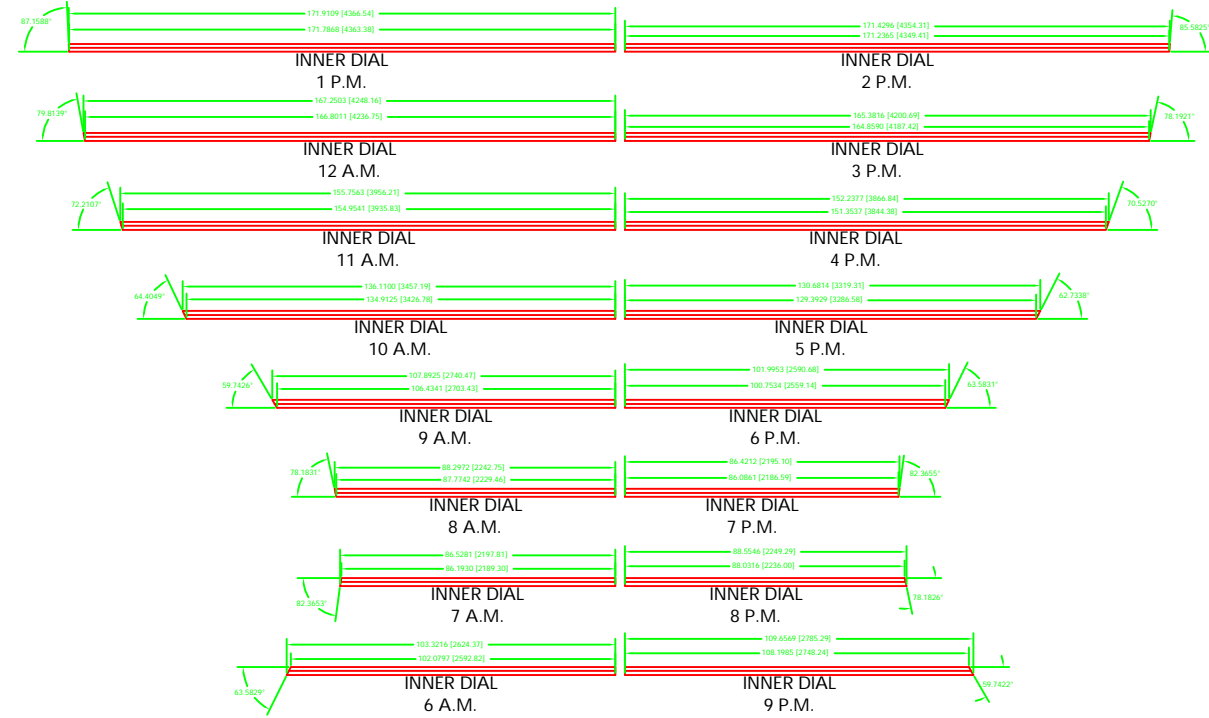 87.1588°
171.9109 [4366.54]
171.7868 [4363.38]
INNER DIAL
1 P.M.
171.4296 [4354.31]
171.2365 [4349.41]
85.5825°
INNER DIAL
2 P.M.
79.8139°
167.2503 [4248.16]
166.8011 [4236.75]
INNER DIAL
12 A.M.
165.3816 [4200.69]
164.8590 [4187.42]
78.1921°
INNER DIAL
3 P.M.
72.2107°
155.7563 [3956.21]
154.9541 [3935.83]
INNER DIAL
11 A.M.
152.2377 [3866.84]
151.3537 [3844.38]
70.5270°
INNER DIAL
4 P.M.
64.4049°
136.1100 [3457.19]
134.9125 [3426.78]
INNER DIAL
10 A.M.
130.6814 [3319.31]
129.3929 [3286.58]
62.7338°
INNER DIAL
5 P.M.
59.7426°
107.8925 [2740.47]
106.4341 [2703.43]
INNER DIAL
9 A.M.
101.9953 [2590.68]
100.7534 [2559.14]
63.5831°
INNER DIAL
6 P.M.
78.1831°
88.2972 [2242.75]
87.7742 [2229.46]
INNER DIAL
8 A.M.
86.4212 [2195.10]
86.0861 [2186.59]
82.3655°
INNER DIAL
7 P.M.
82.3653°
86.5281 [2197.81]
86.1930 [2189.30]
INNER DIAL
7 A.M.
88.5546 [2249.29]
88.0316 [2236.00]
78.1826°
INNER DIAL
8 P.M.
63.5829°
103.3216 [2624.37]
102.0797 [2592.82]
INNER DIAL
6 A.M.
109.6569 [2785.29]
108.1985 [2748.24]
59.7422°
INNER DIAL
9 P.M.